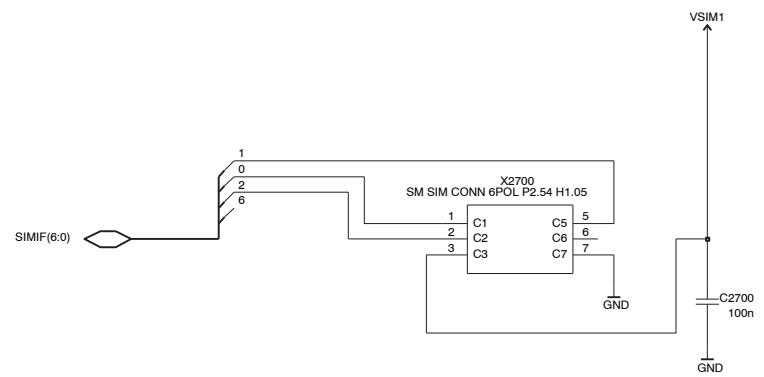 VSIM1
1
0
2
6
X2700
SM SIM CONN 6POL P2.54 H1.05
SIMIF(6:0)
1 C1 C5 5
2 C2 C6 6
3 C3 C7 7
GND
C2700
100n
GND